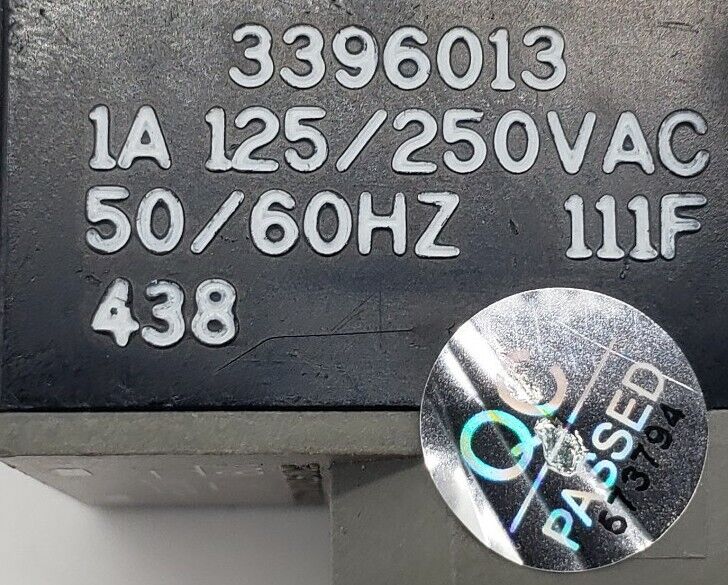 3396013
1A 125/250VAC
50/60HZ 111F
438
QC
PASSED
673794